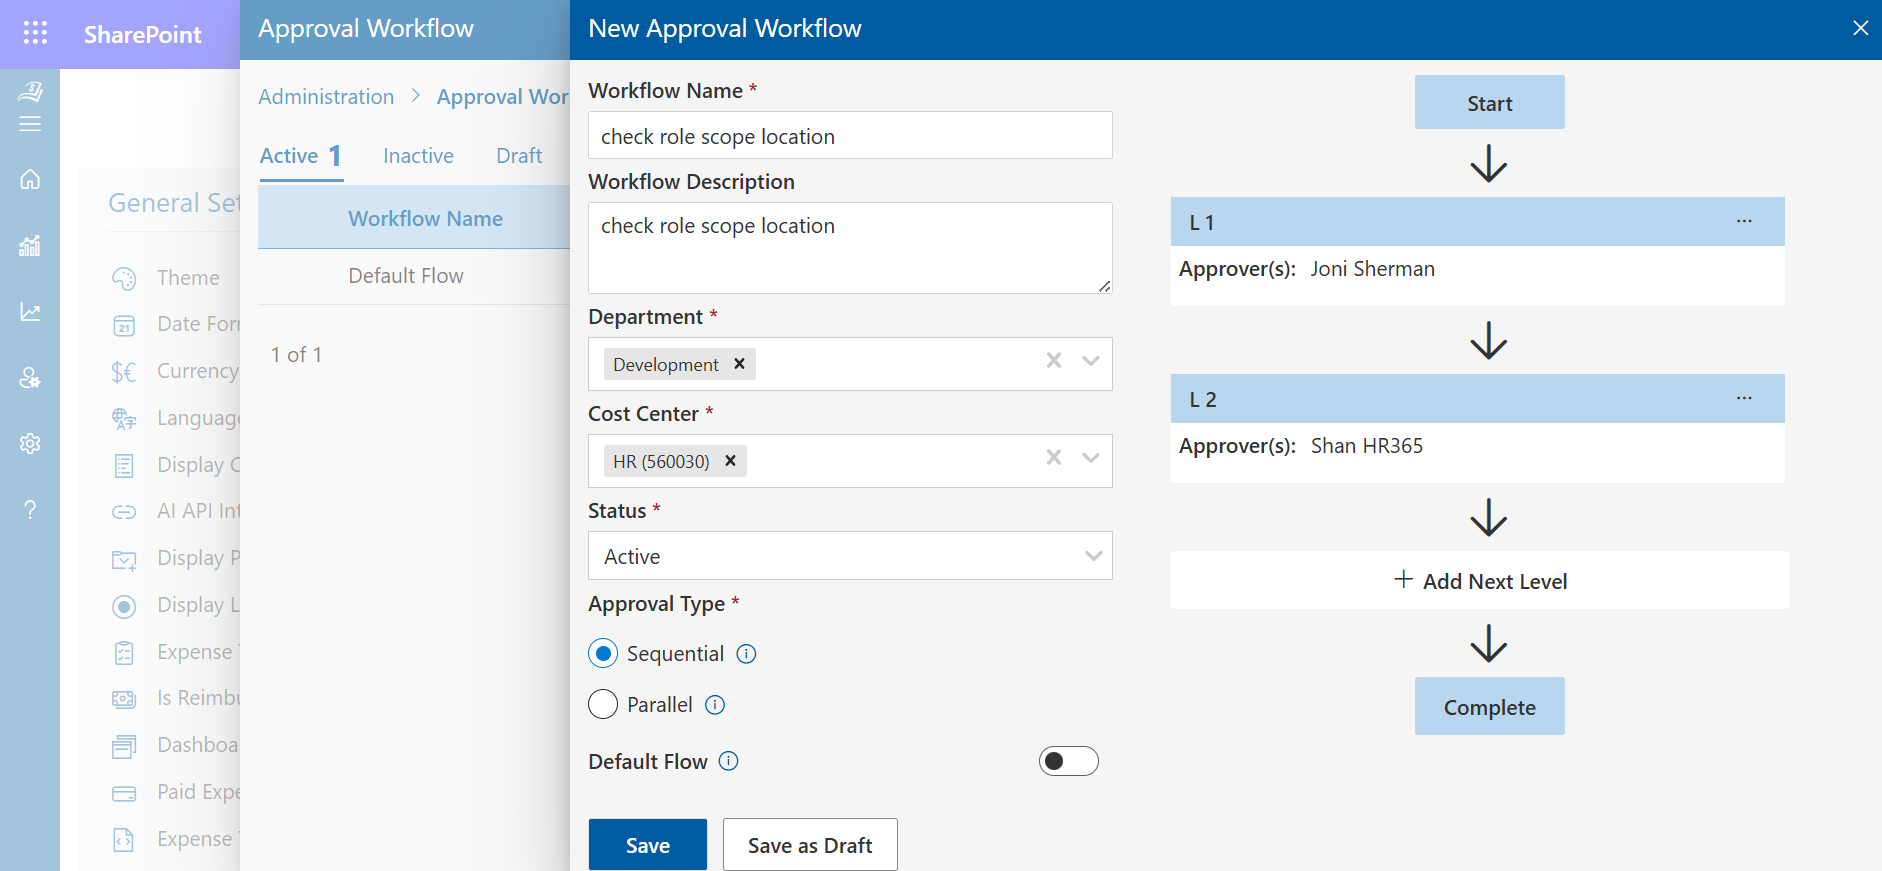 SharePoint
General Set
Theme
Date For
21
Currency
Language
Display C
AI API Int
Display P
Display L
Expense T
Is Reimbu
Dashboa
Paid Expe
Expense T
Approval Workflow
Administration > Approval Wor
Active 1 Inactive Draft
Workflow Name
Default Flow
1 of 1
New Approval Workflow
Workflow Name *
check role scope location
Workflow Description
check role scope location
Department *
Development
Cost Center *
HR (560030)
Status *
Active
Approval Type *
Sequential
Parallel
Default Flow
Save Save as Draft
Start
L 1 ...
Approver(s): Joni Sherman
L 2 ...
Approver(s): Shan HR365
+ Add Next Level
Complete